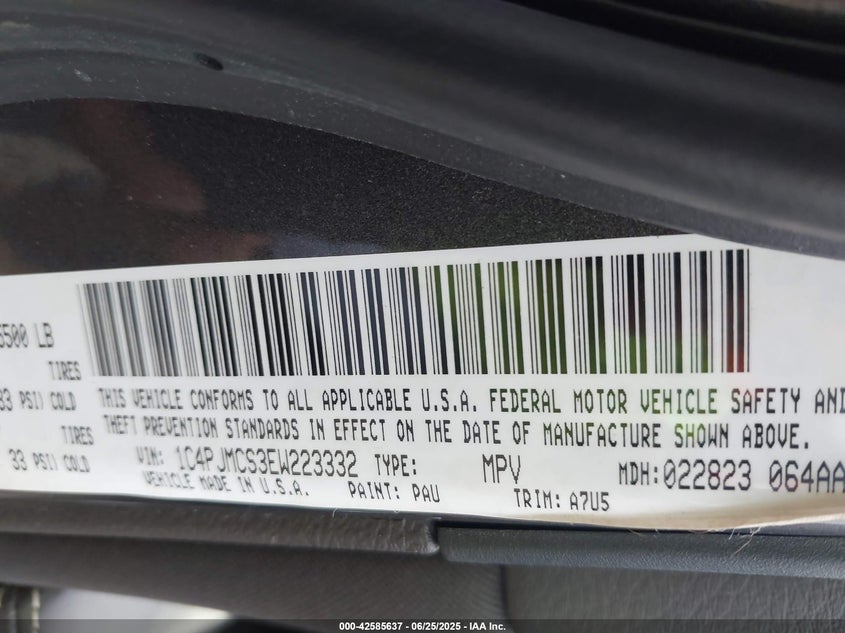 5500 LB
TIRES
33 PSI/ COLD
TIRES
33 PSI/ COLD
THIS VEHICLE CONFORMS TO ALL APPLICABLE U.S.A. FEDERAL MOTOR VEHICLE SAFETY AND
THEFT PREVENTION STANDARDS IN EFFECT ON THE DATE OF MANUFACTURE SHOWN ABOVE.
VIN: 1C4PJMCS3EW223332 TYPE: MPV MDH:022823 064AA
VEHICLE MADE IN U.S.A. PAINT: PAU TRIM: A7U5
000-42585637 - 06/25/2025 - IAA Inc.